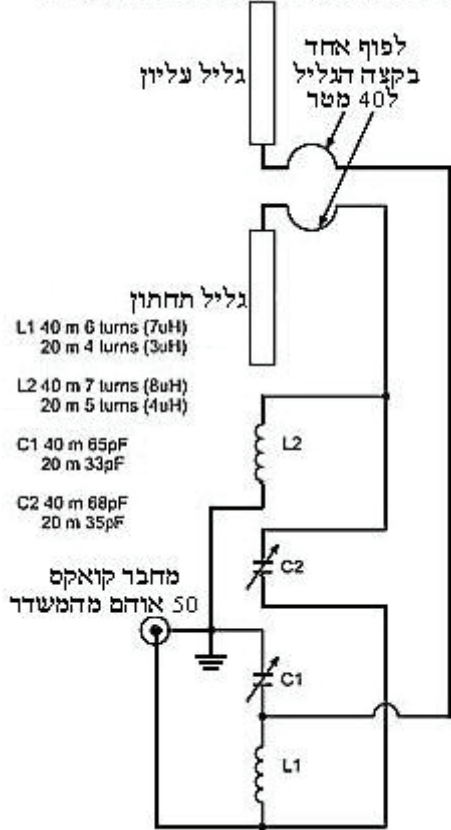 לפוף אחד
בקצה הגליל
ל40 מטר
גליל עליון
גליל תחתון
L1 40 m 6 turns (7uH)
20 m 4 turns (3uH)
L2 40 m 7 turns (8uH)
20 m 5 turns (4uH)
C1 40 m 65pF
20 m 33pF
C2 40 m 68pF
20 m 35pF
L2
C2
מחבר קואקס
50 אוהם מהמשדר
C1
L1